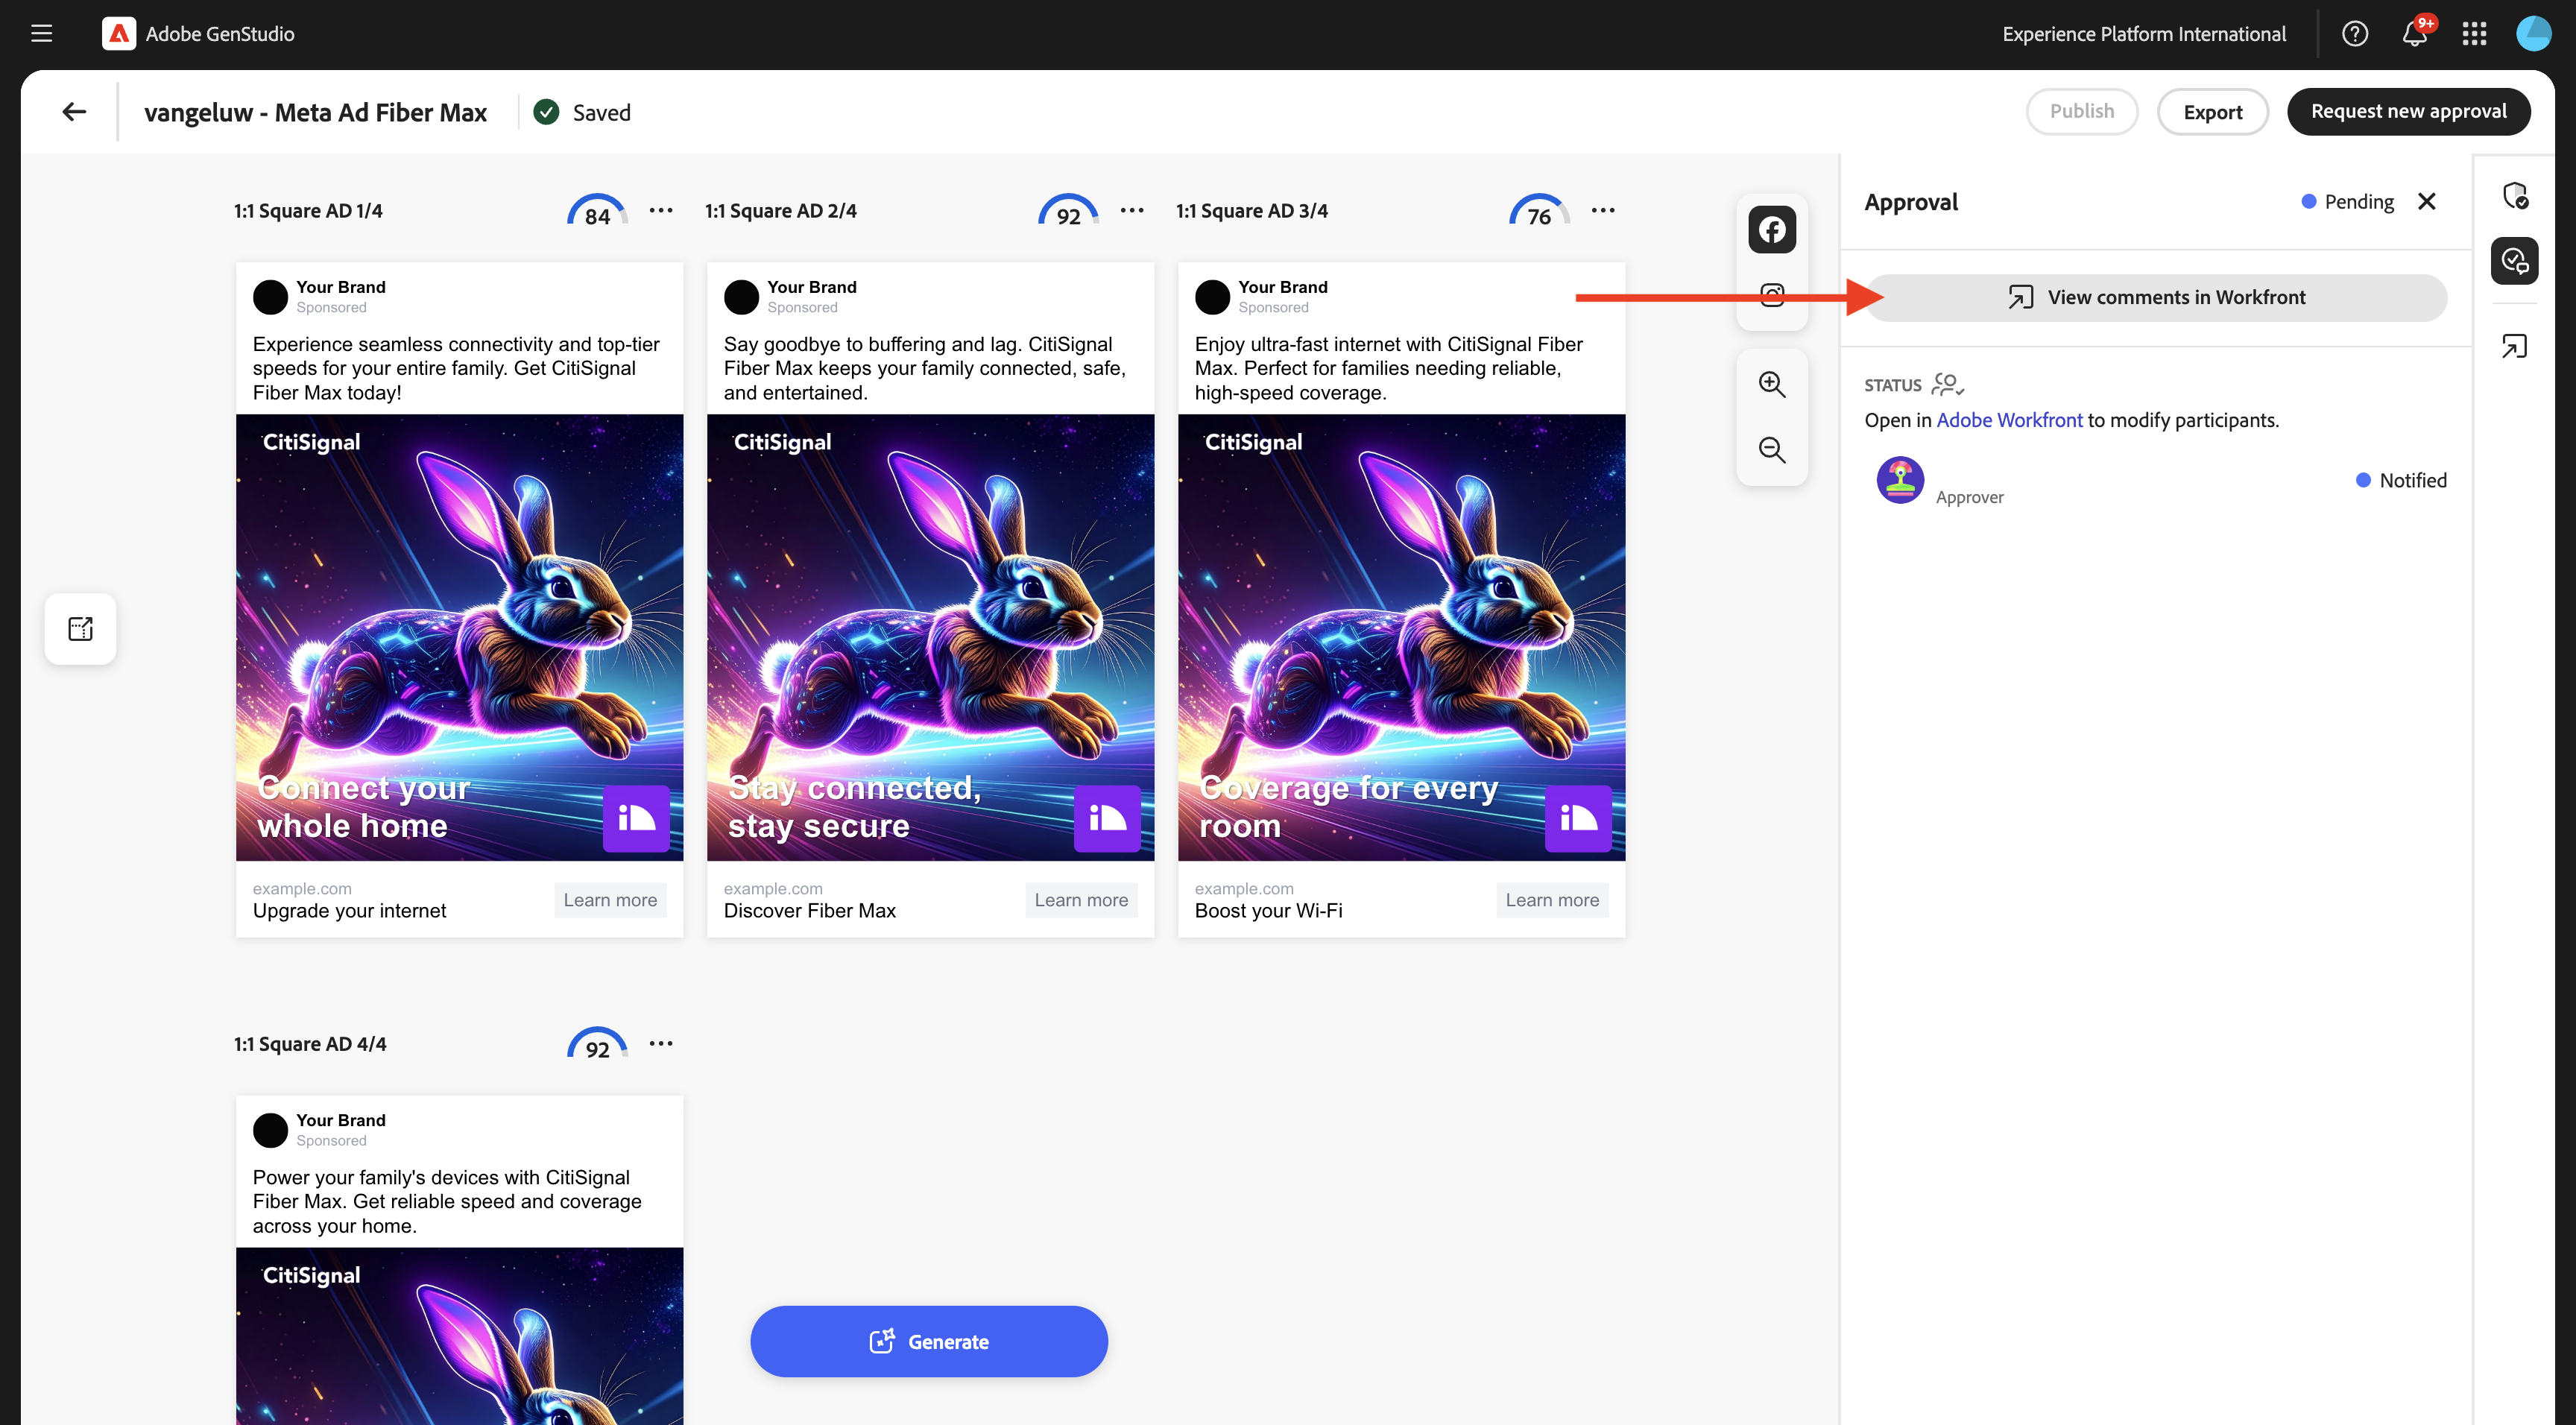 Adobe GenStudio
Experience Platform International
9+
vangeluw - Meta Ad Fiber Max
Saved
Publish
Export
Request new approval
1:1 Square AD 1/4
84
1:1 Square AD 2/4
92
1:1 Square AD 3/4
76
Your Brand
Sponsored
Experience seamless connectivity and top-tier
speeds for your entire family. Get CitiSignal
Fiber Max today!
CitiSignal
Connect your
whole home
example.com
Upgrade your internet
Learn more
Your Brand
Sponsored
Say goodbye to buffering and lag. CitiSignal
Fiber Max keeps your family connected, safe,
and entertained.
CitiSignal
Stay connected,
stay secure
example.com
Discover Fiber Max
Learn more
Your Brand
Sponsored
Enjoy ultra-fast internet with CitiSignal Fiber
Max. Perfect for families needing reliable,
high-speed coverage.
CitiSignal
Coverage for every
room
example.com
Boost your Wi-Fi
Learn more
1:1 Square AD 4/4
92
Your Brand
Sponsored
Power your family's devices with CitiSignal
Fiber Max. Get reliable speed and coverage
across your home.
CitiSignal
Generate
Approval
Pending
View comments in Workfront
STATUS
Open in Adobe Workfront to modify participants.
Approver
Notified